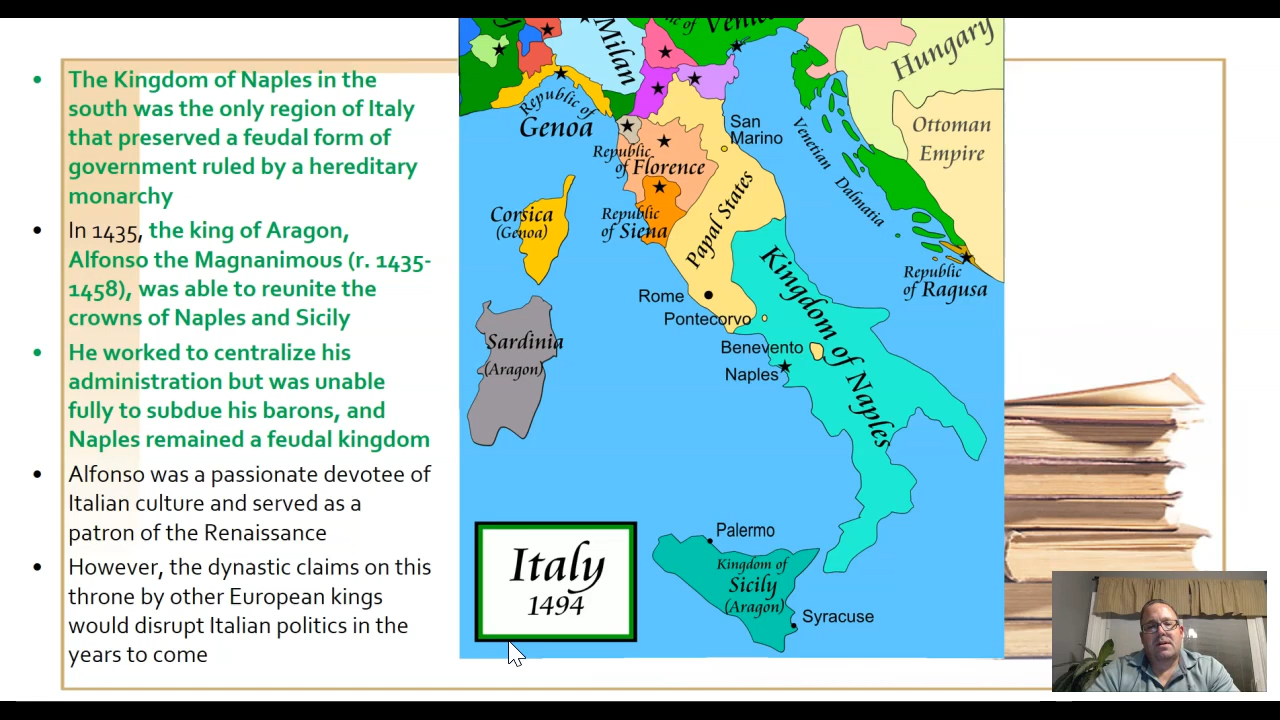 The Kingdom of Naples in the
south was the only region of Italy
that preserved a feudal form of
government ruled by a hereditary
monarchy
In 1435, the king of Aragon,
Alfonso the Magnanimous (r. 1435-
1458), was able to reunite the
crowns of Naples and Sicily
He worked to centralize his
administration but was unable
fully to subdue his barons, and
Naples remained a feudal kingdom
Alfonso was a passionate devotee of
Italian culture and served as a
patron of the Renaissance
However, the dynastic claims on this
throne by other European kings
would disrupt Italian politics in the
years to come
Milan
Hungary
Republic of
Genoa
San
Marino
Ottoman
Empire
Venetian Dalmatia
Republic
of Florence
Republic
of Siena
Corsica
(Genoa)
Papal States
Republic
of Ragusa
Rome
Pontecorvo
Sardinia
(Aragon)
Benevento
Naples
Kingdom of Naples
Palermo
Kingdom of
Sicily
(Aragon)
Syracuse
Italy
1494